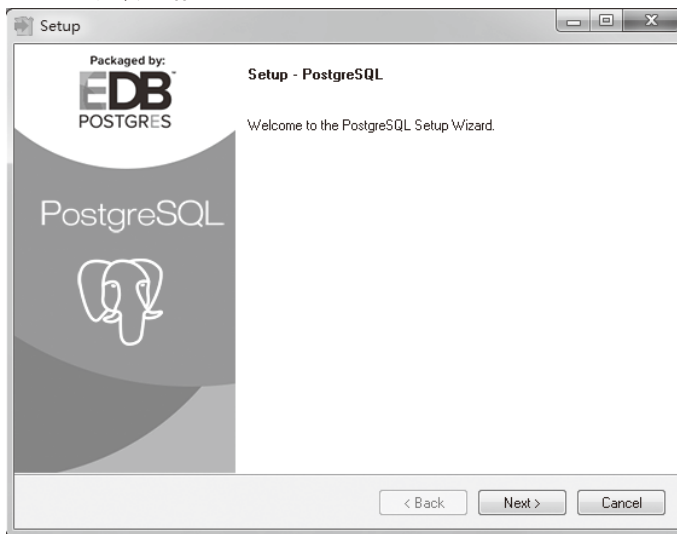 Setup
Packaged by:
EDB
POSTGRES
Setup - PostgreSQL
Welcome to the PostgreSQL Setup Wizard.
PostgreSQL
< Back
Next >
Cancel